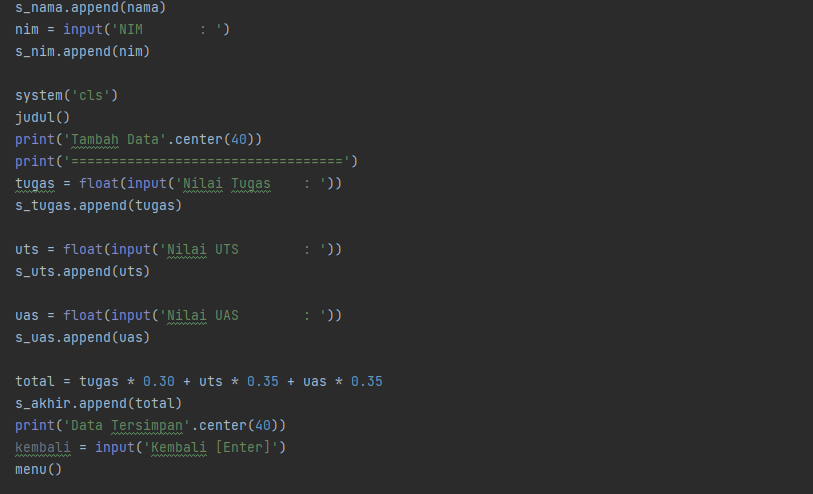 s_nama.append(nama)
nim = input('NIM       : ')
s_nim.append(nim)

system('cls')
judul()
print('Tambah Data'.center(40))
print('==================================')
tugas = float(input('Nilai Tugas    : '))
s_tugas.append(tugas)

uts = float(input('Nilai UTS        : '))
s_uts.append(uts)

uas = float(input('Nilai UAS        : '))
s_uas.append(uas)

total = tugas * 0.30 + uts * 0.35 + uas * 0.35
s_akhir.append(total)
print('Data Tersimpan'.center(40))
kembali = input('Kembali [Enter]')
menu()